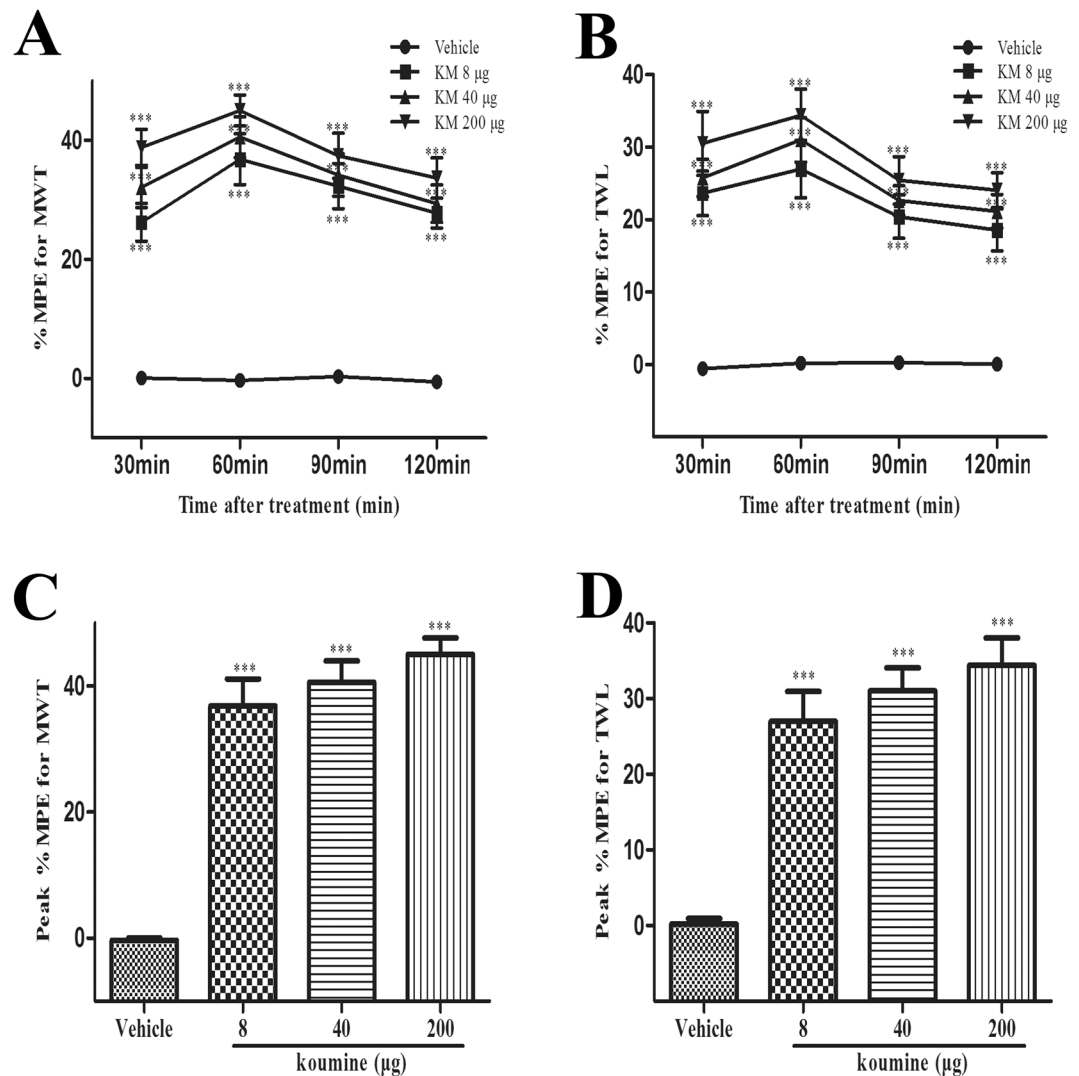 A
Vehicle
KM 8 μg
KM 40 μg
KM 200 μg
% MPE for MWT
40
20
0
***
***
***
***
***
***
***
***
***
***
***
***
30min
60min
90min
120min
Time after treatment (min)
B
Vehicle
KM 8 μg
KM 40 μg
KM 200 μg
% MPE for TWL
40
30
20
10
0
***
***
***
***
***
***
***
***
***
***
***
***
30min
60min
90min
120min
Time after treatment (min)
C
Peak % MPE for MWT
40
20
0
***
***
***
Vehicle
8
40
200
koumine (μg)
D
Peak % MPE for TWL
40
30
20
10
0
***
***
***
Vehicle
8
40
200
koumine (μg)